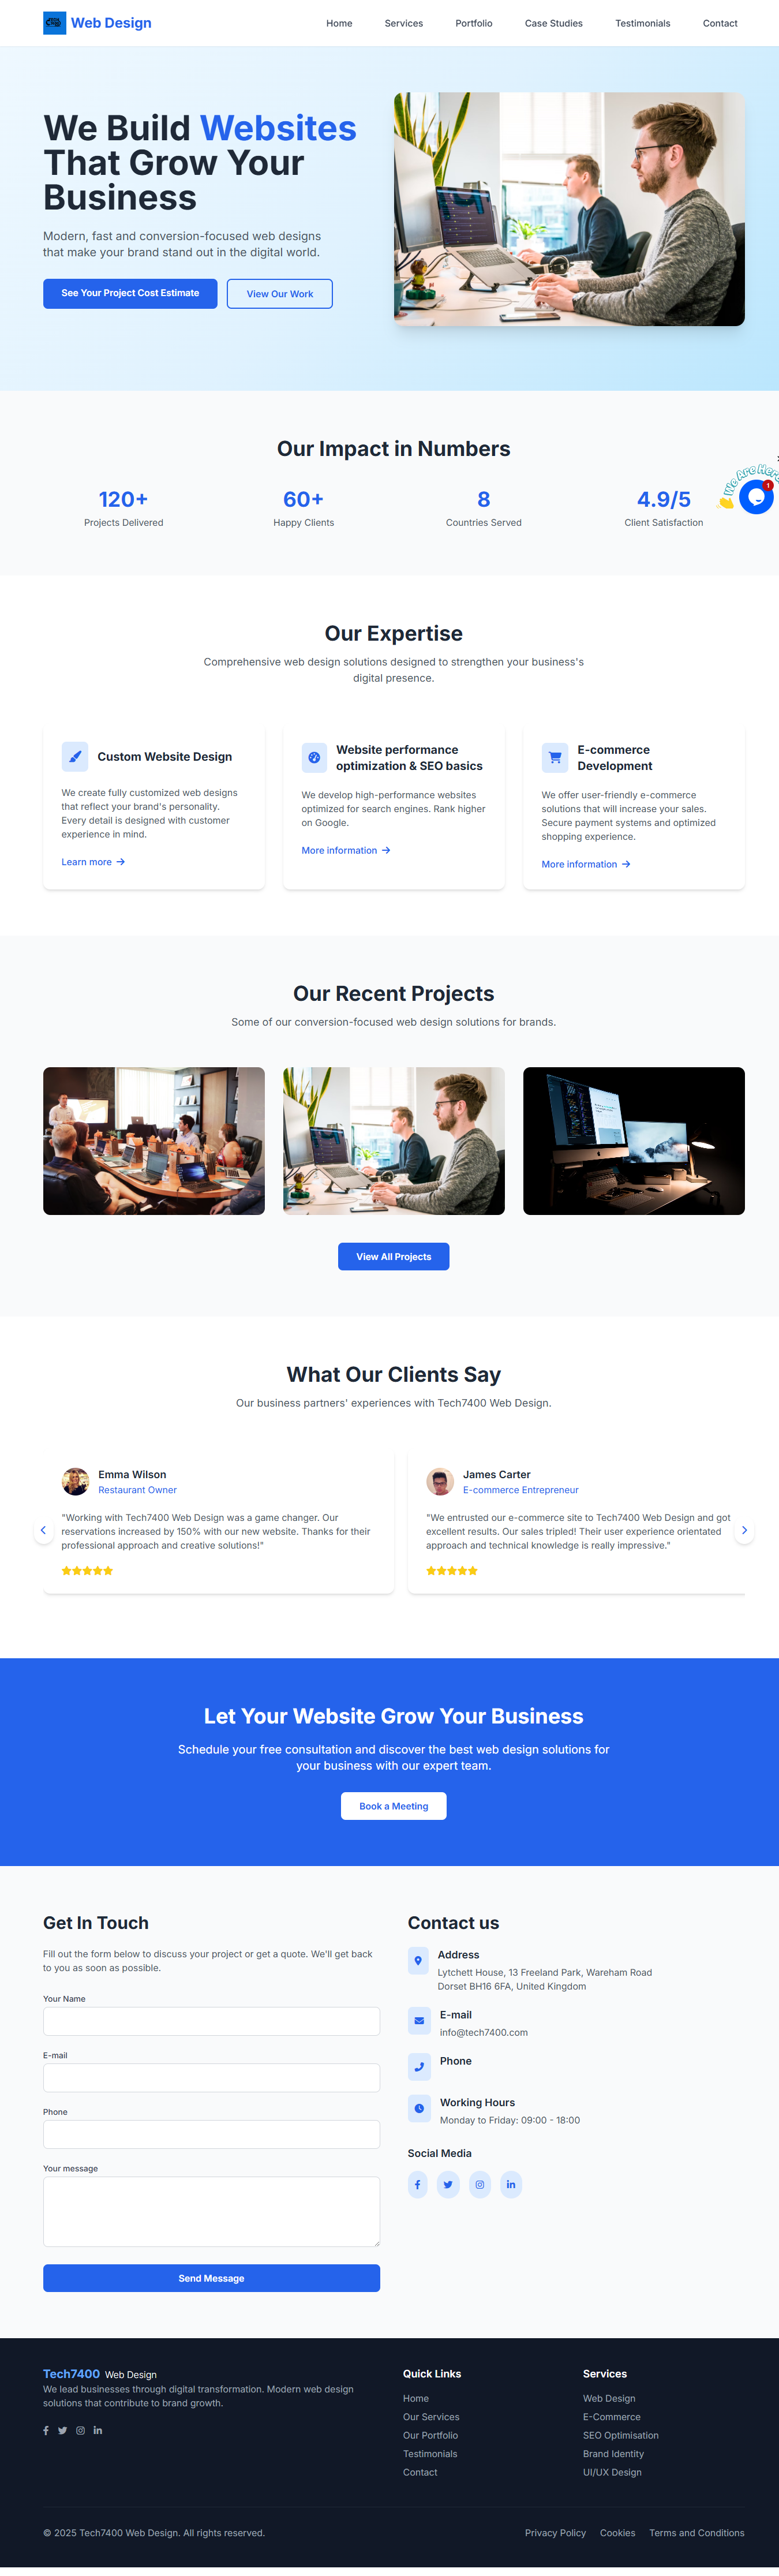 Web Design
Home
Services
Portfolio
Case Studies
Testimonials
Contact
We Build Websites
That Grow Your
Business
Modern, fast and conversion-focused web designs
that make your brand stand out in the digital world.
See Your Project Cost Estimate
View Our Work
Our Impact in Numbers
We Are Here
1
120+
Projects Delivered
60+
Happy Clients
8
Countries Served
4.9/5
Client Satisfaction
Our Expertise
Comprehensive web design solutions designed to strengthen your business's
digital presence.
Custom Website Design
We create fully customized web designs
that reflect your brand's personality.
Every detail is designed with customer
experience in mind.
Learn more
Website performance
optimization & SEO basics
We develop high-performance websites
optimized for search engines. Rank higher
on Google.
More information
E-commerce
Development
We offer user-friendly e-commerce
solutions that will increase your sales.
Secure payment systems and optimized
shopping experience.
More information
Our Recent Projects
Some of our conversion-focused web design solutions for brands.
View All Projects
What Our Clients Say
Our business partners' experiences with Tech7400 Web Design.
Emma Wilson
Restaurant Owner
"Working with Tech7400 Web Design was a game changer. Our
reservations increased by 150% with our new website. Thanks for their
professional approach and creative solutions!"
James Carter
E-commerce Entrepreneur
"We entrusted our e-commerce site to Tech7400 Web Design and got
excellent results. Our sales tripled! Their user experience orientated
approach and technical knowledge is really impressive."
Let Your Website Grow Your Business
Schedule your free consultation and discover the best web design solutions for
your business with our expert team.
Book a Meeting
Get In Touch
Fill out the form below to discuss your project or get a quote. We'll get back
to you as soon as possible.
Your Name
E-mail
Phone
Your message
Send Message
Contact us
Address
Lytchett House, 13 Freeland Park, Wareham Road
Dorset BH16 6FA, United Kingdom
E-mail
info@tech7400.com
Phone
Working Hours
Monday to Friday: 09:00 - 18:00
Social Media
Tech7400 Web Design
We lead businesses through digital transformation. Modern web design
solutions that contribute to brand growth.
Quick Links
Home
Our Services
Our Portfolio
Testimonials
Contact
Services
Web Design
E-Commerce
SEO Optimisation
Brand Identity
UI/UX Design
© 2025 Tech7400 Web Design. All rights reserved.
Privacy Policy
Cookies
Terms and Conditions